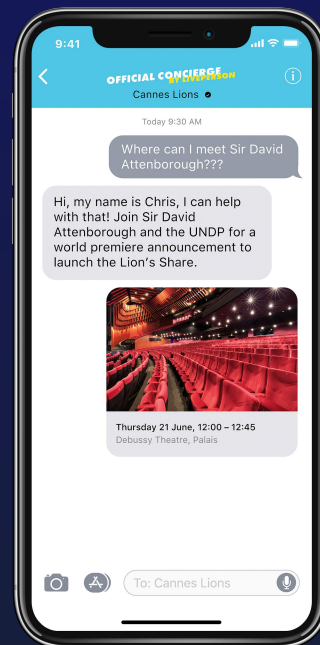 9:41
OFFICIAL CONCIERGE
BY LIVEPERSON
Cannes Lions
Today 9:30 AM
Where can I meet Sir David
Attenborough???
Hi, my name is Chris, I can help
with that! Join Sir David
Attenborough and the UNDP for a
world premiere announcement to
launch the Lion's Share.
Thursday 21 June, 12:00 – 12:45
Debussy Theatre, Palais
To: Cannes Lions